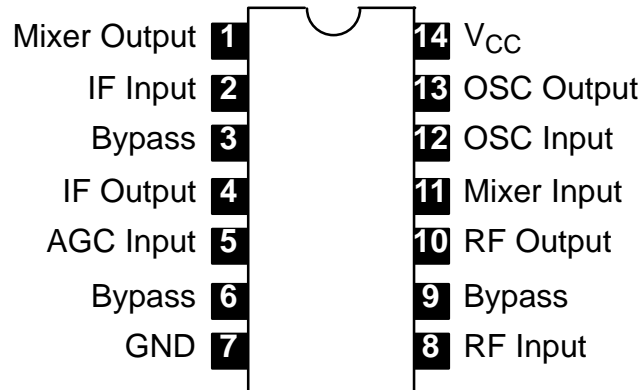 Mixer Output 1 14 VCC
IF Input 2 13 OSC Output
Bypass 3 12 OSC Input
IF Output 4 11 Mixer Input
AGC Input 5 10 RF Output
Bypass 6 9 Bypass
GND 7 8 RF Input